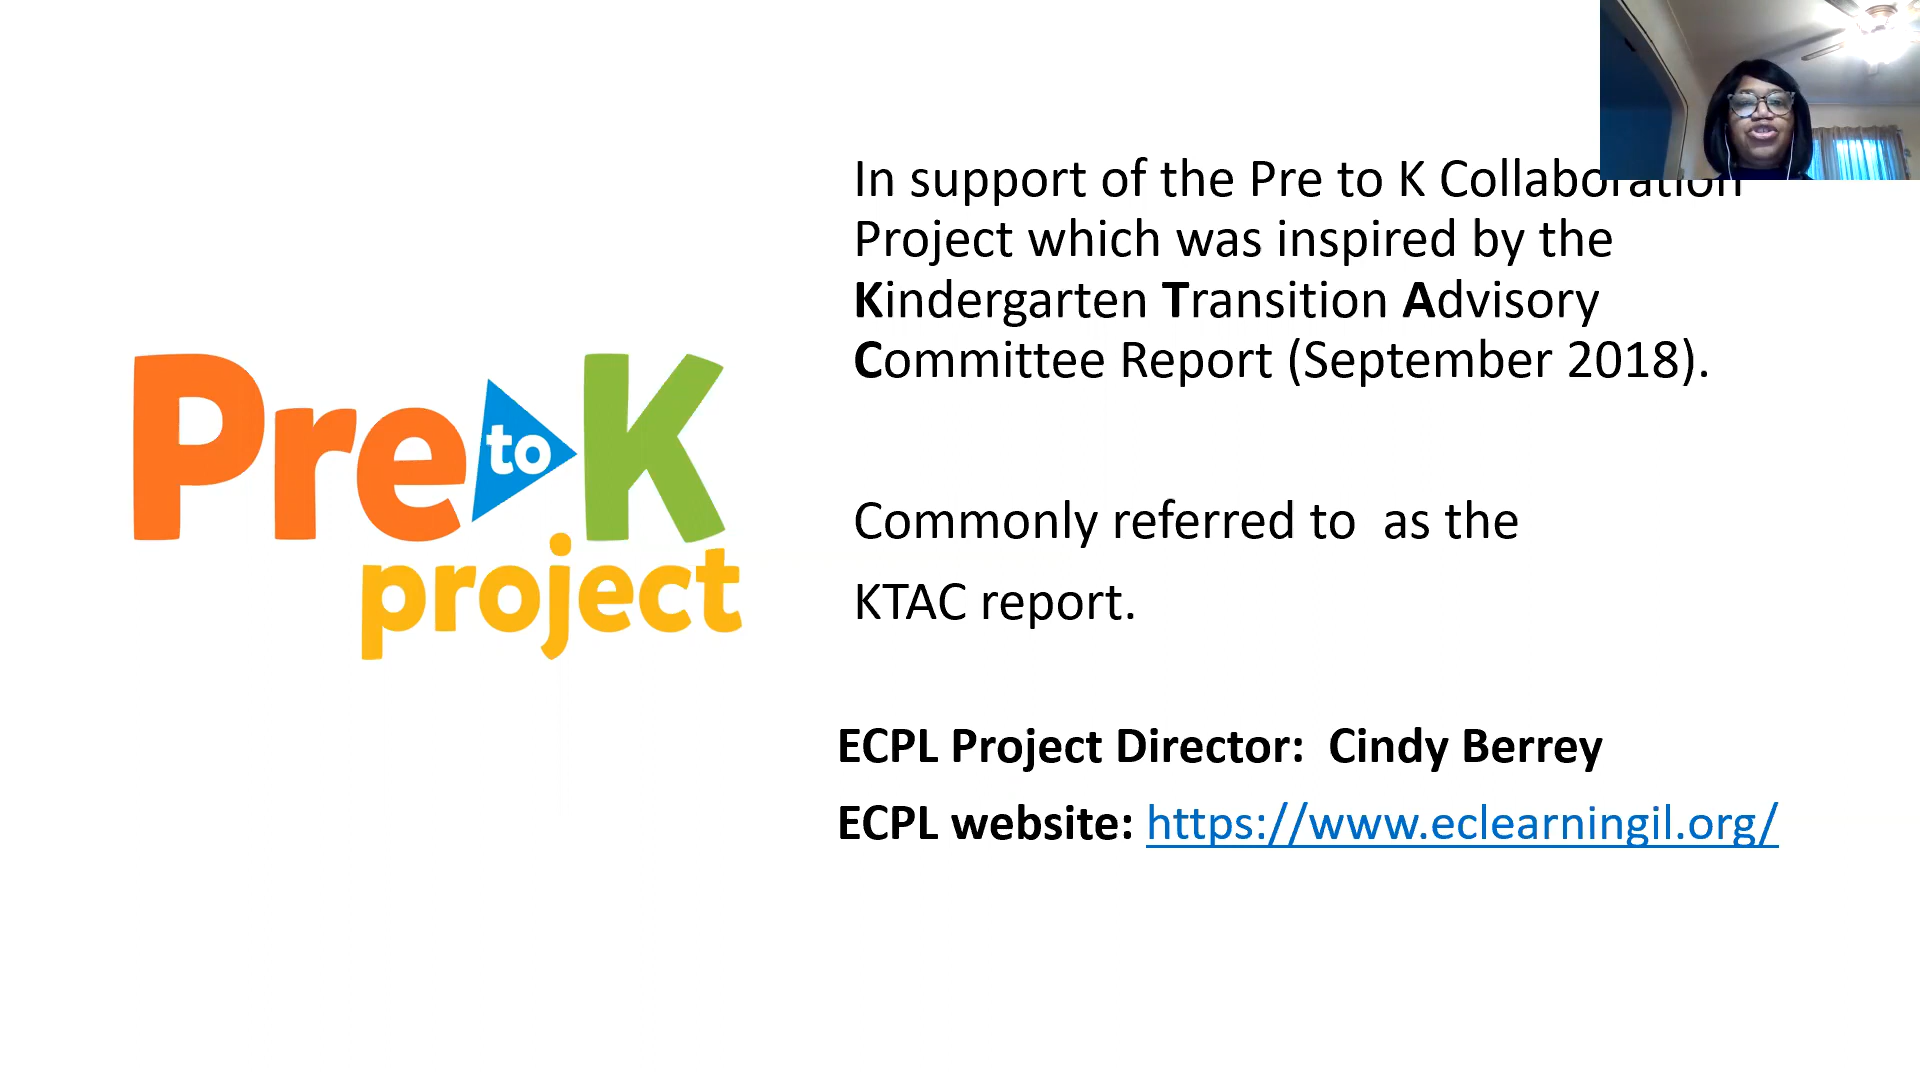 In support of the Pre to K Collaboration
Project which was inspired by the
Kindergarten Transition Advisory
Committee Report (September 2018).
Pre to K
project
Commonly referred to  as the
KTAC report.
ECPL Project Director:  Cindy Berrey
ECPL website: https://www.eclearningil.org/